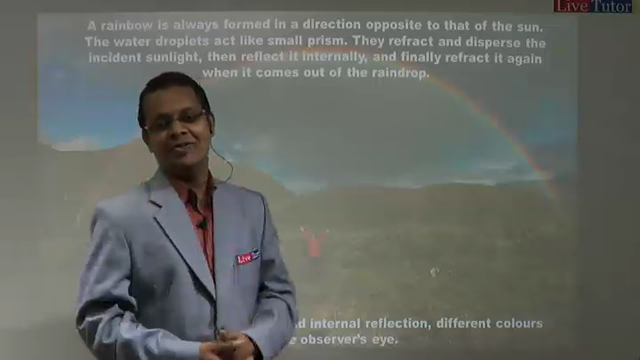 Live Tutor
A rainbow is always formed in a direction opposite to that of the sun.
The water droplets act like small prism. They refract and disperse the
incident sunlight, then reflect it internally, and finally refract it again
when it comes out of the raindrop.
Live
internal reflection, different colours
observer's eye.